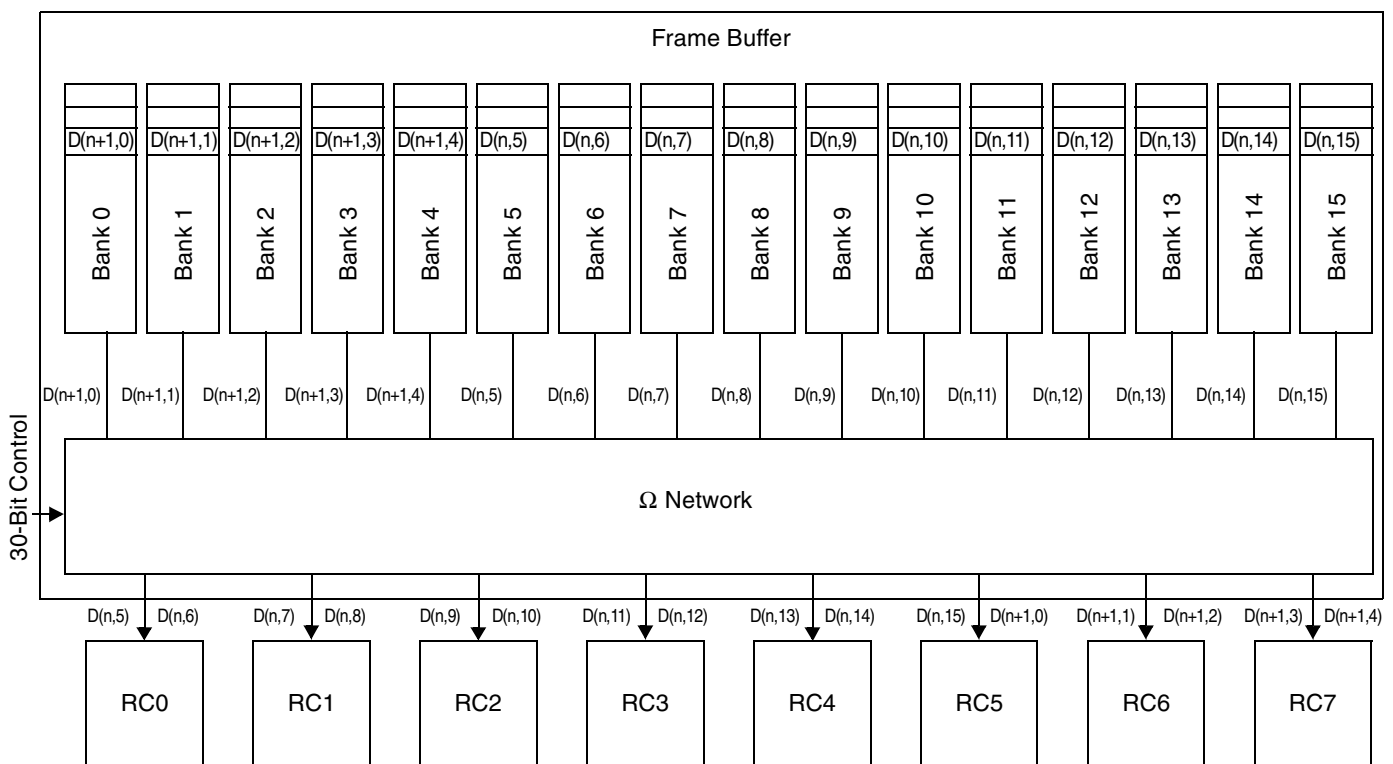 Frame Buffer
D(n+1,0) D(n+1,1) D(n+1,2) D(n+1,3) D(n+1,4) D(n,5) D(n,6) D(n,7) D(n,8) D(n,9) D(n,10) D(n,11) D(n,12) D(n,13) D(n,14) D(n,15)
Bank 0 Bank 1 Bank 2 Bank 3 Bank 4 Bank 5 Bank 6 Bank 7 Bank 8 Bank 9 Bank 10 Bank 11 Bank 12 Bank 13 Bank 14 Bank 15
D(n+1,0) D(n+1,1) D(n+1,2) D(n+1,3) D(n+1,4) D(n,5) D(n,6) D(n,7) D(n,8) D(n,9) D(n,10) D(n,11) D(n,12) D(n,13) D(n,14) D(n,15)
30-Bit Control
Ω Network
D(n,5) D(n,6) D(n,7) D(n,8) D(n,9) D(n,10) D(n,11) D(n,12) D(n,13) D(n,14) D(n,15) D(n+1,0) D(n+1,1) D(n+1,2) D(n+1,3) D(n+1,4)
RC0 RC1 RC2 RC3 RC4 RC5 RC6 RC7